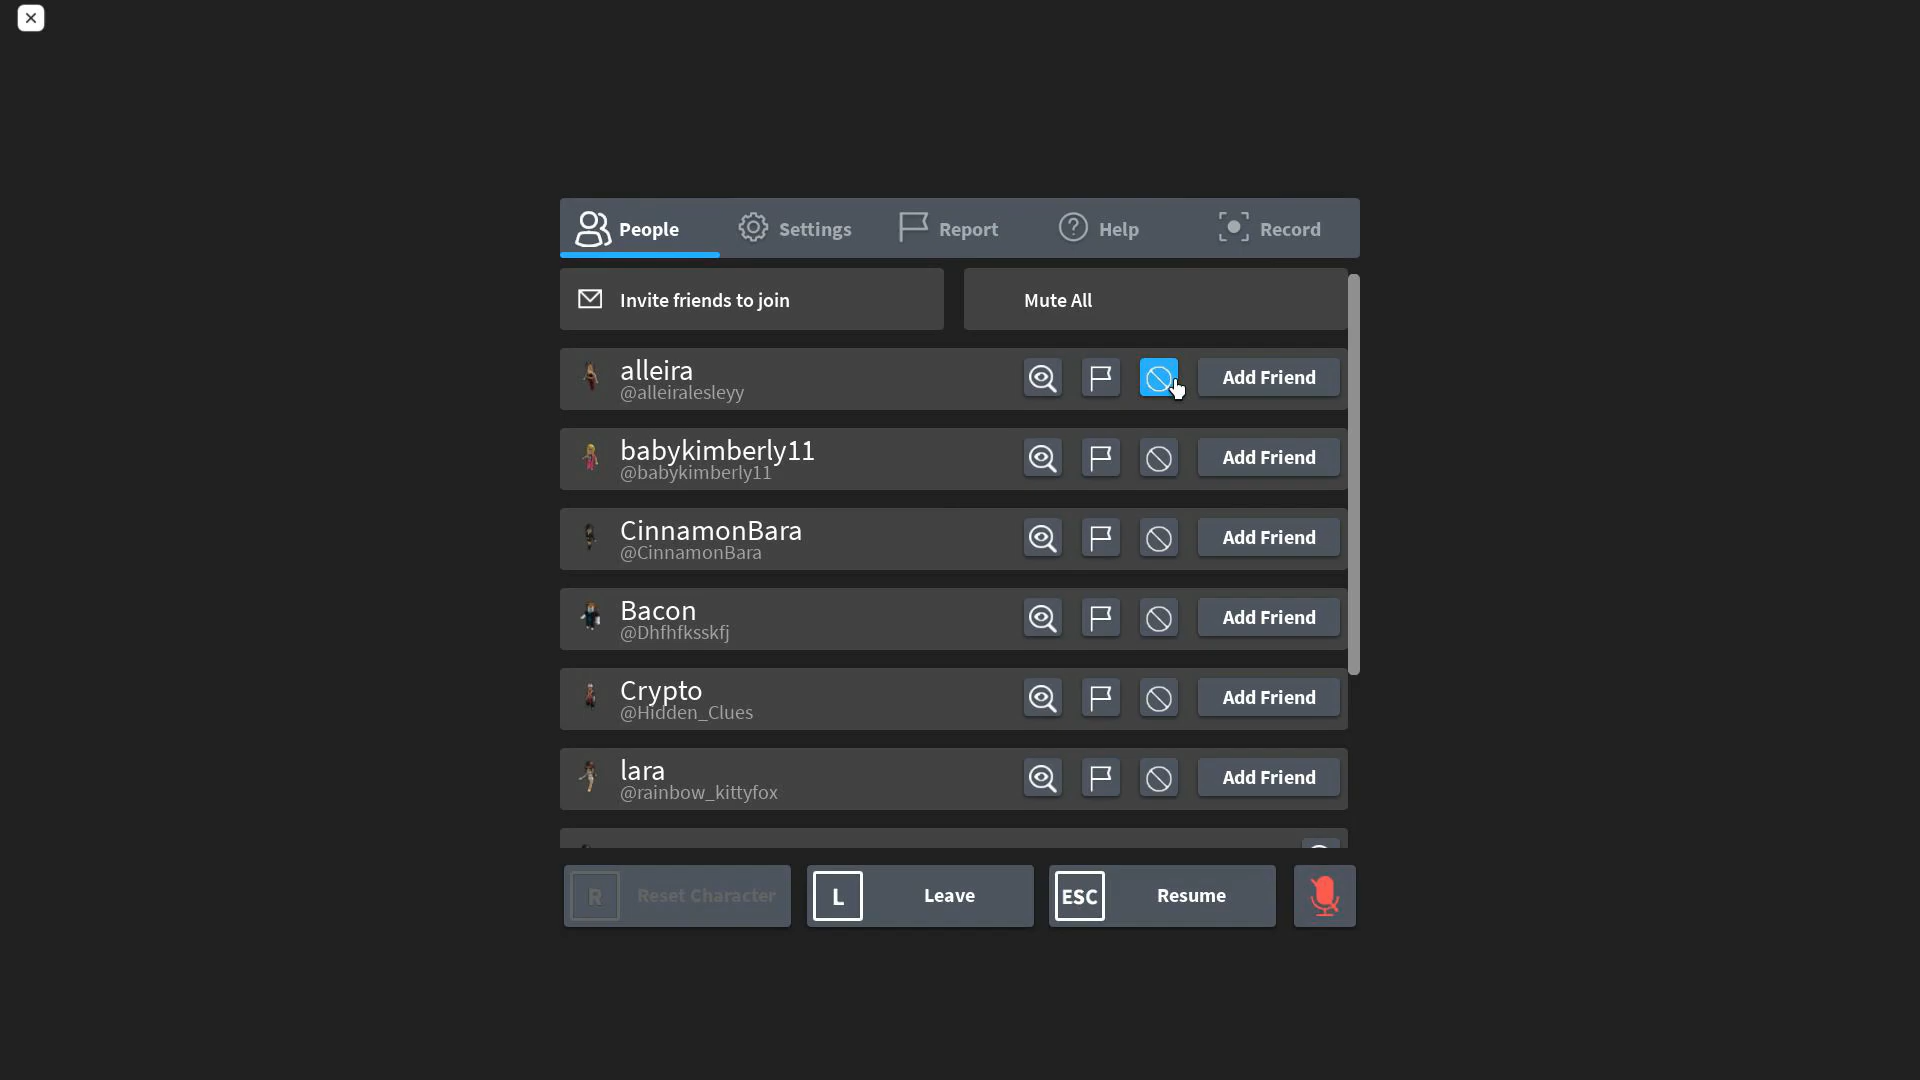 People
Settings
Report
Help
Record
Invite friends to join
Mute All
alleira
@alleiralesleyy
Add Friend
babykimberly11
@babykimberly11
Add Friend
CinnamonBara
@CinnamonBara
Add Friend
Bacon
@Dhfhfksskfj
Add Friend
Crypto
@Hidden_Clues
Add Friend
lara
@rainbow_kittyfox
Add Friend
R Reset Character
L Leave
ESC Resume